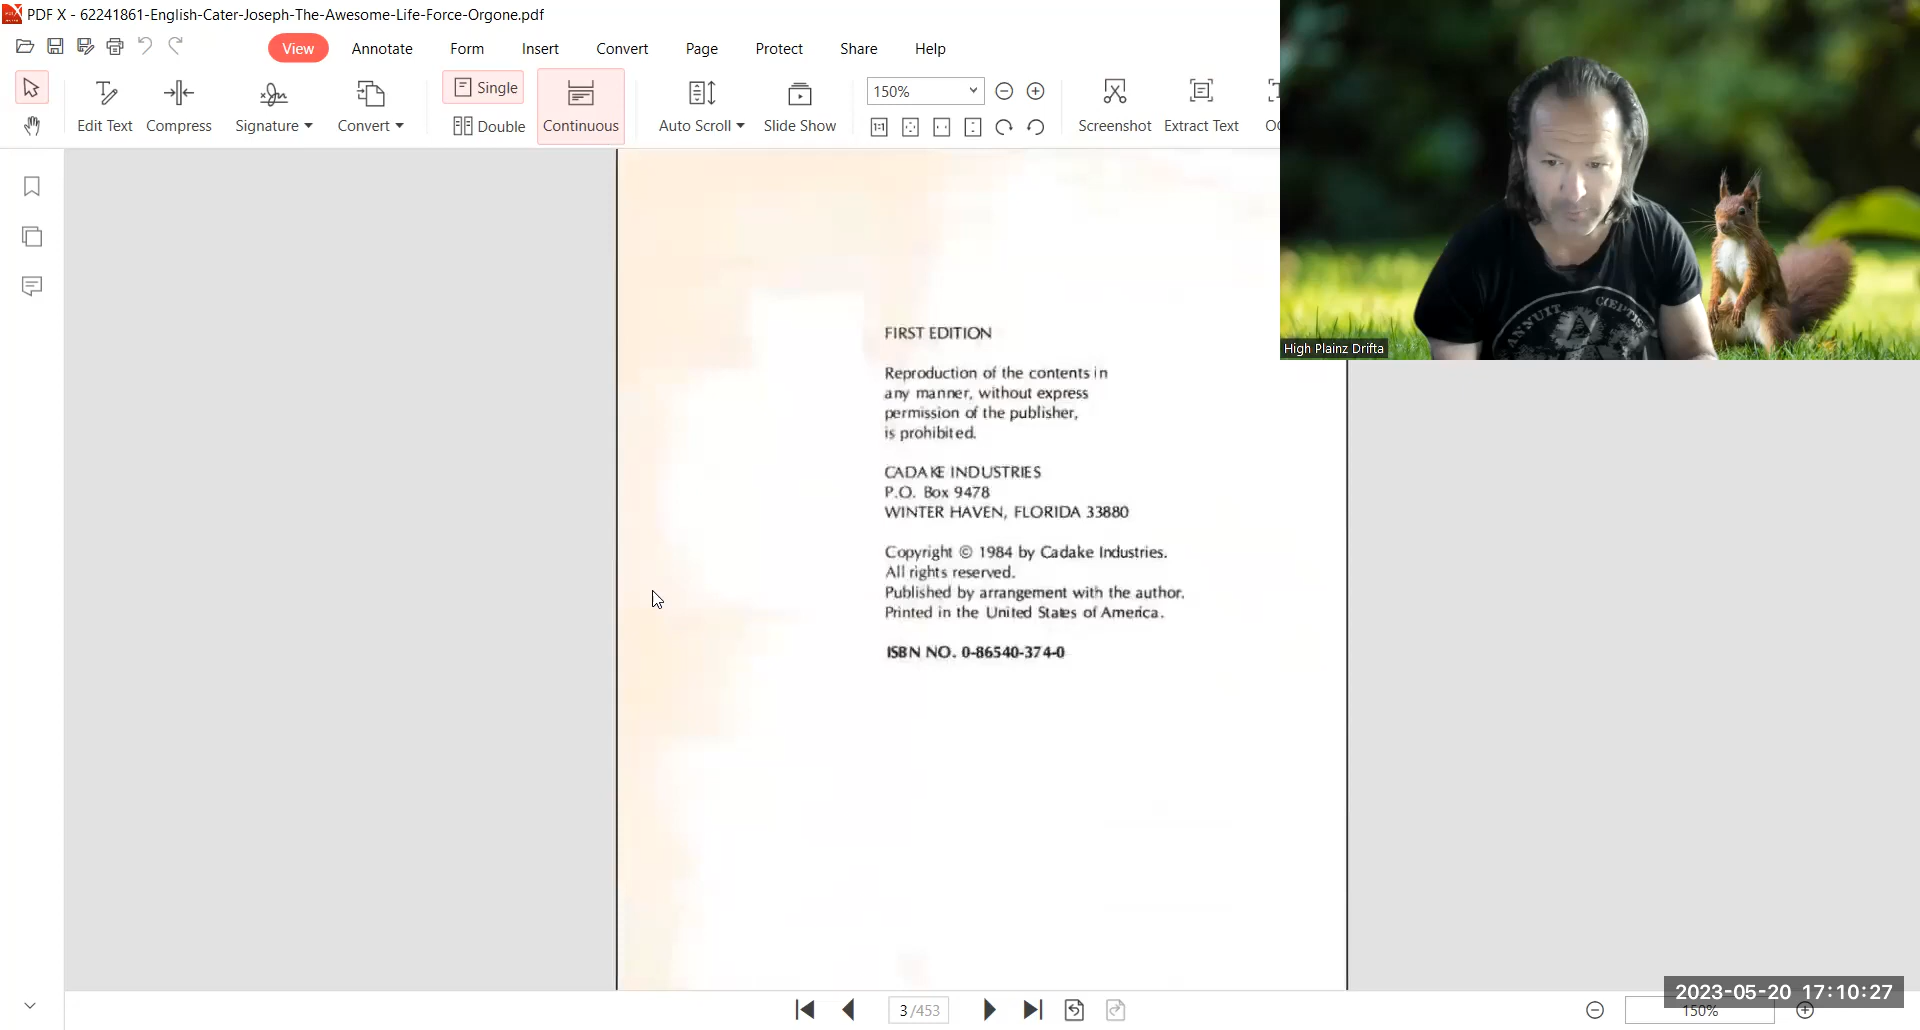 PDF X - 62241861-English-Cater-Joseph-The-Awesome-Life-Force-Orgone.pdf
View Annotate Form Insert Convert Page Protect Share Help
Edit Text Compress Signature Convert Single Double Continuous Auto Scroll Slide Show 150% Screenshot Extract Text
ANNUIT CŒPTIS
High Plainz Drifta
FIRST EDITION
Reproduction of the contents in
any manner, without express
permission of the publisher,
is prohibited.
CADAKE INDUSTRIES
P.O. Box 9478
WINTER HAVEN, FLORIDA 33880
Copyright © 1984 by Cadake Industries.
All rights reserved.
Published by arrangement with the author.
Printed in the United States of America.
ISBN NO. 0-86540-374-0
3 /453
2023-05-20 17:10:27
150%